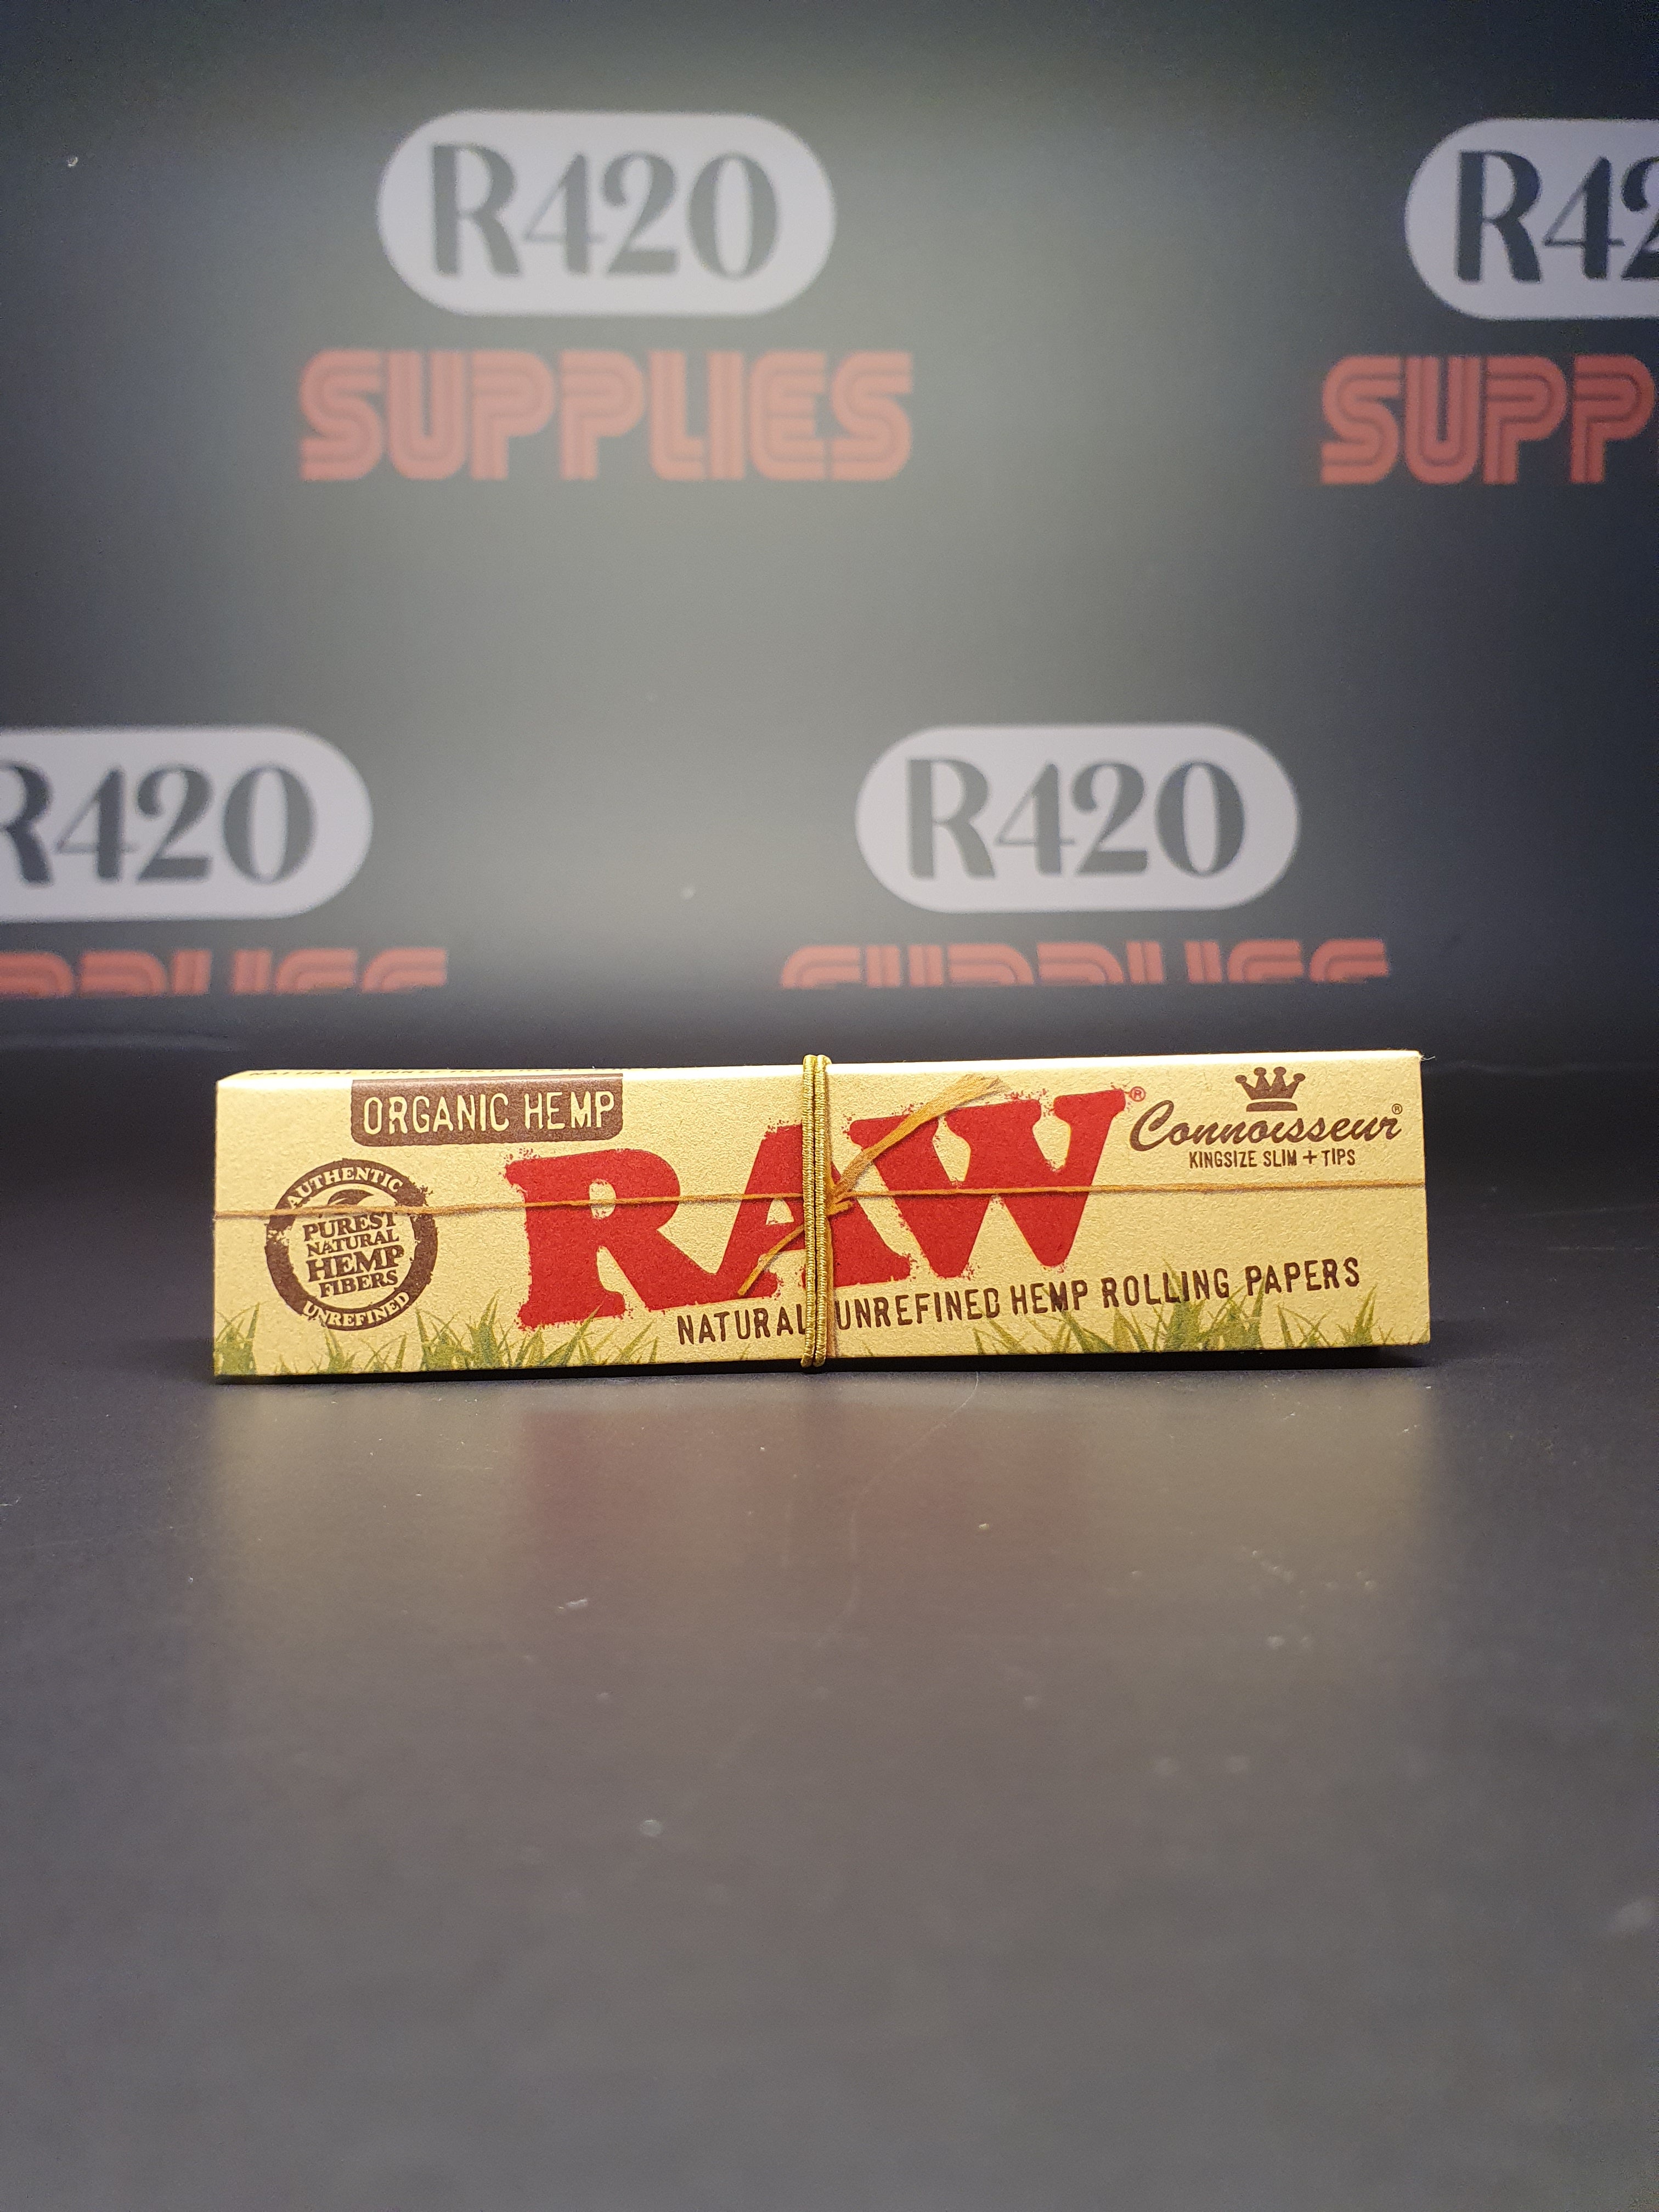 R420
SUPPLIES
R42
SUPP
R420
R420
SUPPLIES
ORGANIC HEMP
AUTHENTIC
PUREST
NATURAL
HEMP
FIBERS
UNREFINED
RAW®
Connoisseur®
KINGSIZE SLIM + TIPS
NATURAL UNREFINED HEMP ROLLING PAPERS